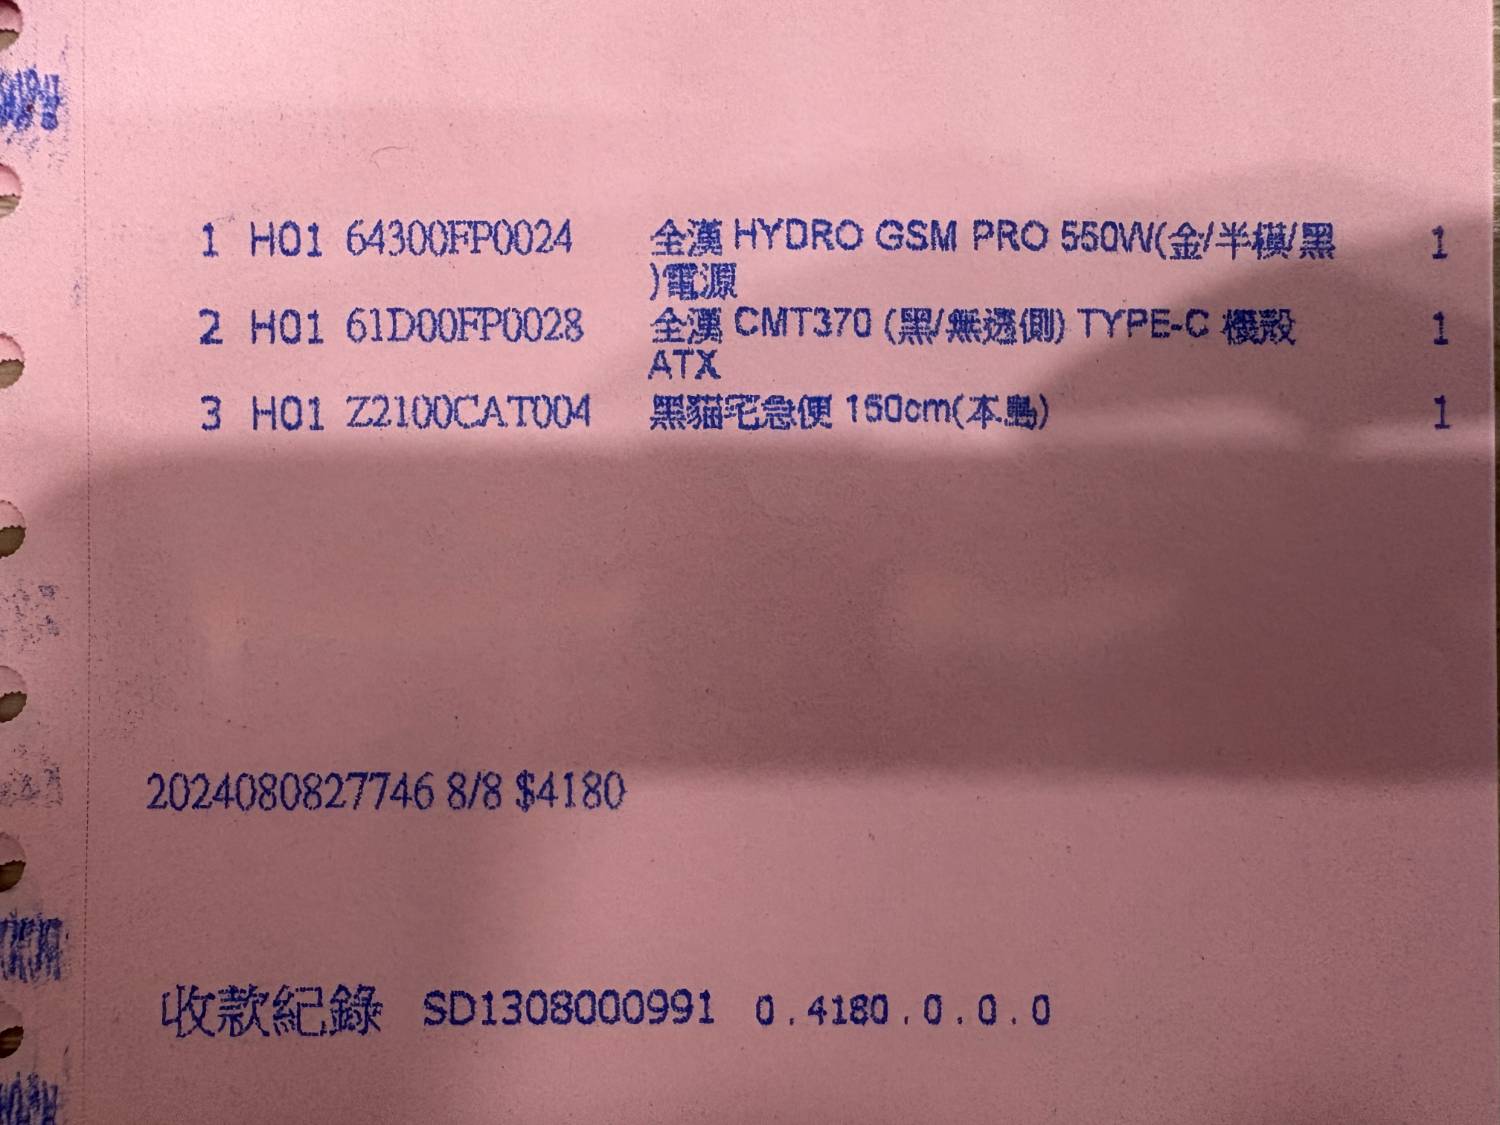 1 H01 64300FP0024 全漢 HYDRO GSM PRO 550W(金/半模/黑 1
)電源
2 H01 61D00FP0028 全漢 CMT370 (黑/無透側) TYPE-C 機殼 1
ATX
3 H01 Z2100CAT004 黑貓宅急便 150cm(本島) 1
2024080827746 8/8 $4180
收款紀錄 SD1308000991 0 . 4180 . 0 . 0 . 0